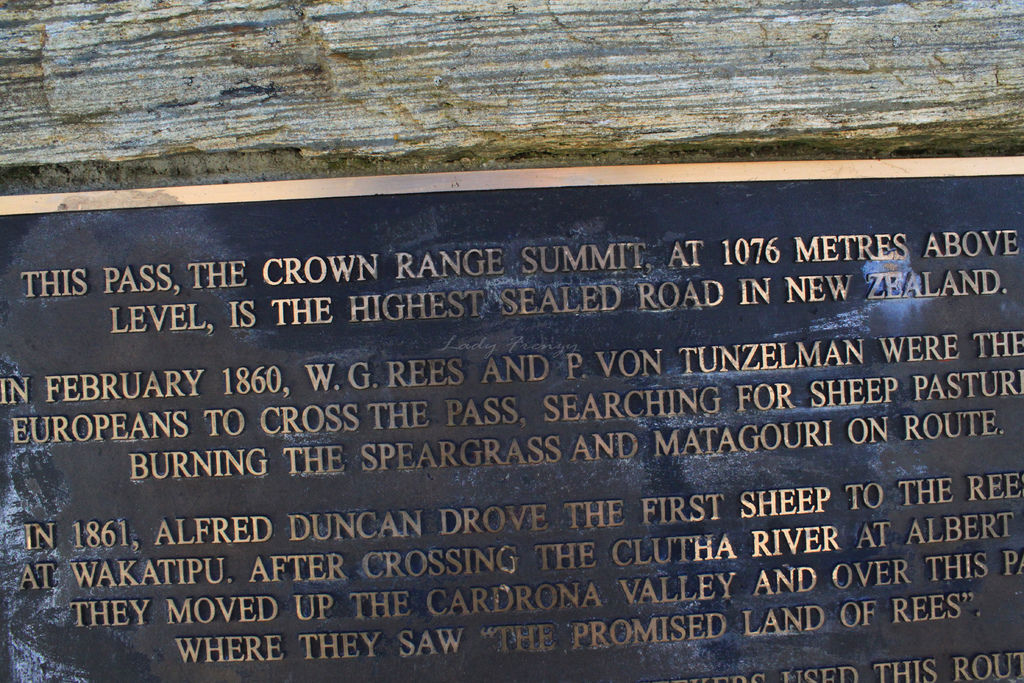 THIS PASS, THE CROWN RANGE SUMMIT, AT 1076 METRES ABOVE
LEVEL, IS THE HIGHEST SEALED ROAD IN NEW ZEALAND.
Lady Frenzy
IN FEBRUARY 1860, W. G. REES AND P. VON TUNZELMAN WERE THE
EUROPEANS TO CROSS THE PASS, SEARCHING FOR SHEEP
BURNING THE SPEARGRASS AND MATAGOURI ON ROUTE.
IN 1861, ALFRED DUNCAN DROVE THE FIRST SHEEP TO THE
AT WAKATIPU. AFTER CROSSING THE CLUTHA RIVER AT ALBERT
THEY MOVED UP THE CARDRONA VALLEY AND OVER THIS
WHERE THEY SAW "THE PROMISED LAND OF REES".
USED THIS